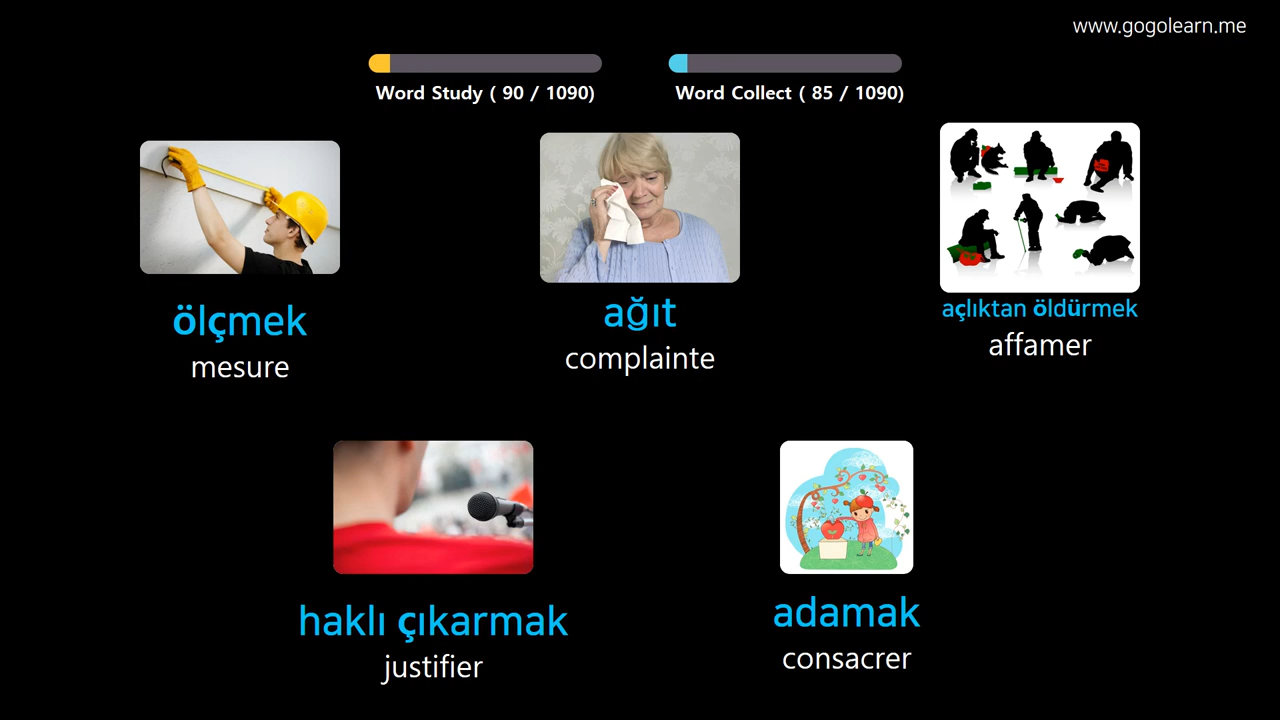 www.gogolearn.me
Word Study ( 90 / 1090)
Word Collect ( 85 / 1090)
ölçmek
mesure
ağıt
complainte
açlıktan öldürmek
affamer
haklı çıkarmak
justifier
adamak
consacrer